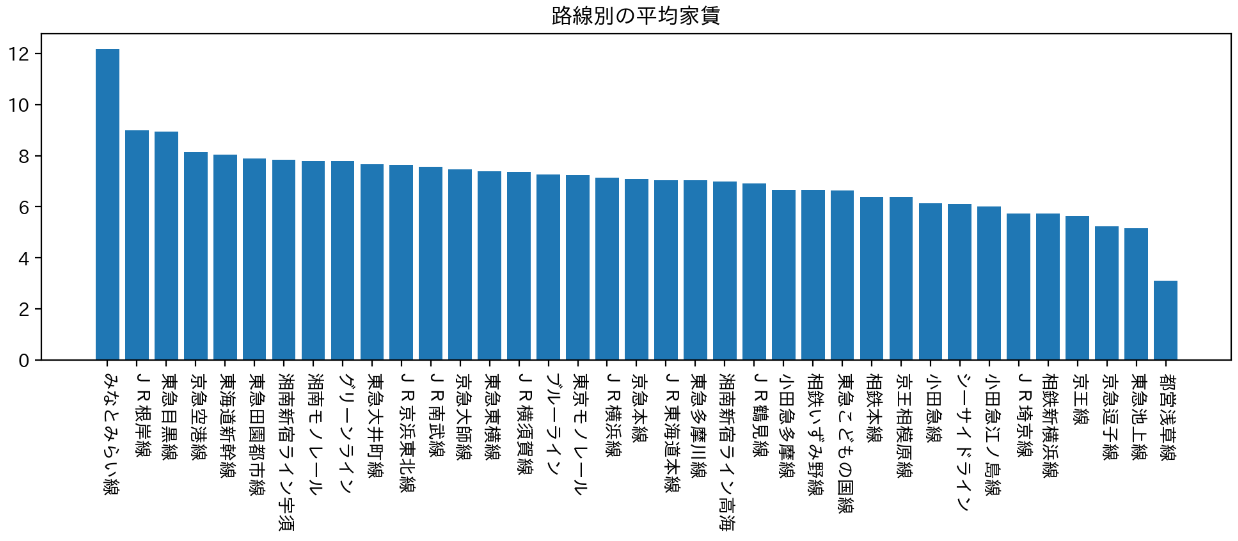 路線別の平均家賃
12
10
8
6
4
2
0
みなとみらい線
ＪＲ根岸線
東急目黒線
京急空港線
東海道新幹線
東急田園都市線
湘南新宿ライン宇須
湘南モノレール
グリーンライン
東急大井町線
ＪＲ京浜東北線
ＪＲ南武線
京急大師線
東急東横線
ＪＲ横須賀線
ブルーライン
東京モノレール
ＪＲ横浜線
京急本線
ＪＲ東海道本線
東急多摩川線
湘南新宿ライン高海
ＪＲ鶴見線
小田急多摩線
相鉄いずみ野線
東急こどもの国線
相鉄本線
京王相模原線
小田急線
シーサイドライン
小田急江ノ島線
ＪＲ埼京線
相鉄新横浜線
京王線
京急逗子線
東急池上線
都営浅草線